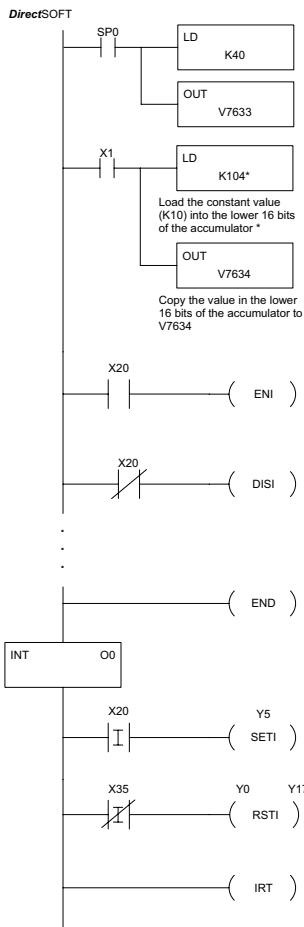 DirectSOFT
SP0
LD
K40
OUT
V7633
X1
LD
K104*
Load the constant value
(K10) into the lower 16 bits
of the accumulator *
OUT
V7634
Copy the value in the lower
16 bits of the accumulator to
V7634
X20
ENI
X20
DISI
END
INT O0
X20
Y5
I
SETI
X35
Y0 Y17
I
RSTI
IRT